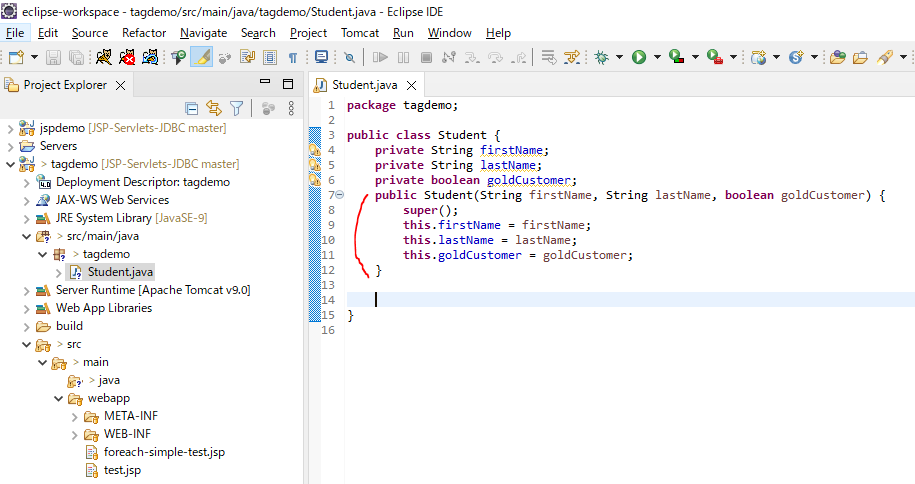 eclipse-workspace - tagdemo/src/main/java/tagdemo/Student.java - Eclipse IDE
File Edit Source Refactor Navigate Search Project Tomcat Run Window Help
Project Explorer
jspdemo [JSP-Servlets-JDBC master]
Servers
> tagdemo [JSP-Servlets-JDBC master]
Deployment Descriptor: tagdemo
JAX-WS Web Services
JRE System Library [JavaSE-9]
> src/main/java
> tagdemo
Student.java
Server Runtime [Apache Tomcat v9.0]
Web App Libraries
build
> src
> main
> java
webapp
META-INF
WEB-INF
foreach-simple-test.jsp
test.jsp
Student.java
1 package tagdemo;
2
3 public class Student {
4     private String firstName;
5     private String lastName;
6     private boolean goldCustomer;
7     public Student(String firstName, String lastName, boolean goldCustomer) {
8         super();
9         this.firstName = firstName;
10         this.lastName = lastName;
11         this.goldCustomer = goldCustomer;
12     }
13
14
15 }
16